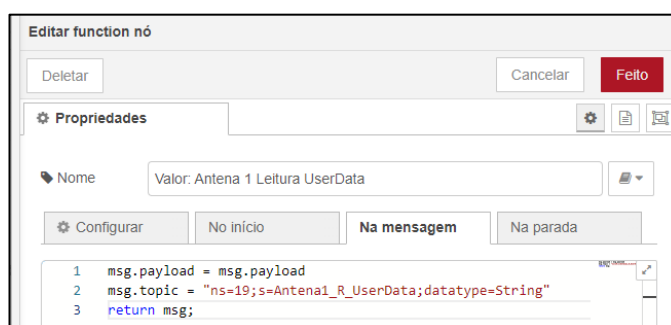 Editar function nó
Deletar Cancelar Feito
Propriedades
Nome Valor: Antena 1 Leitura UserData
Configurar No início Na mensagem Na parada
1 msg.payload = msg.payload
2 msg.topic = "ns=19;s=Antena1_R_UserData;datatype=String"
3 return msg;